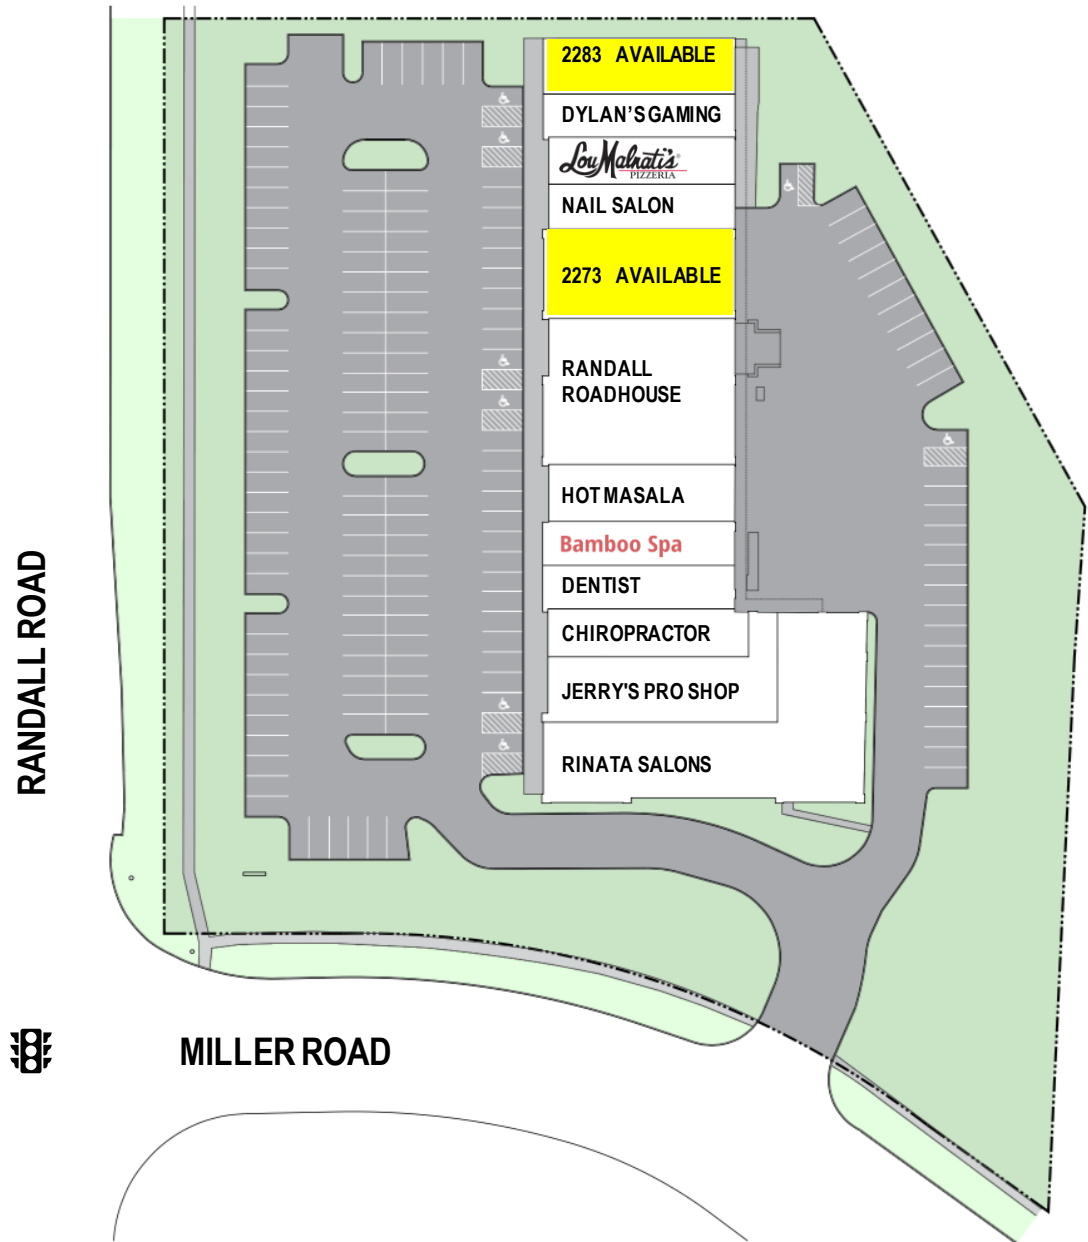 2283 AVAILABLE
DYLAN'S GAMING
Lou Malnati's
PIZZERIA
NAIL SALON
2273 AVAILABLE
RANDALL
ROADHOUSE
HOT MASALA
Bamboo Spa
DENTIST
CHIROPRACTOR
JERRY'S PRO SHOP
RINATA SALONS
RANDALL ROAD
MILLER ROAD